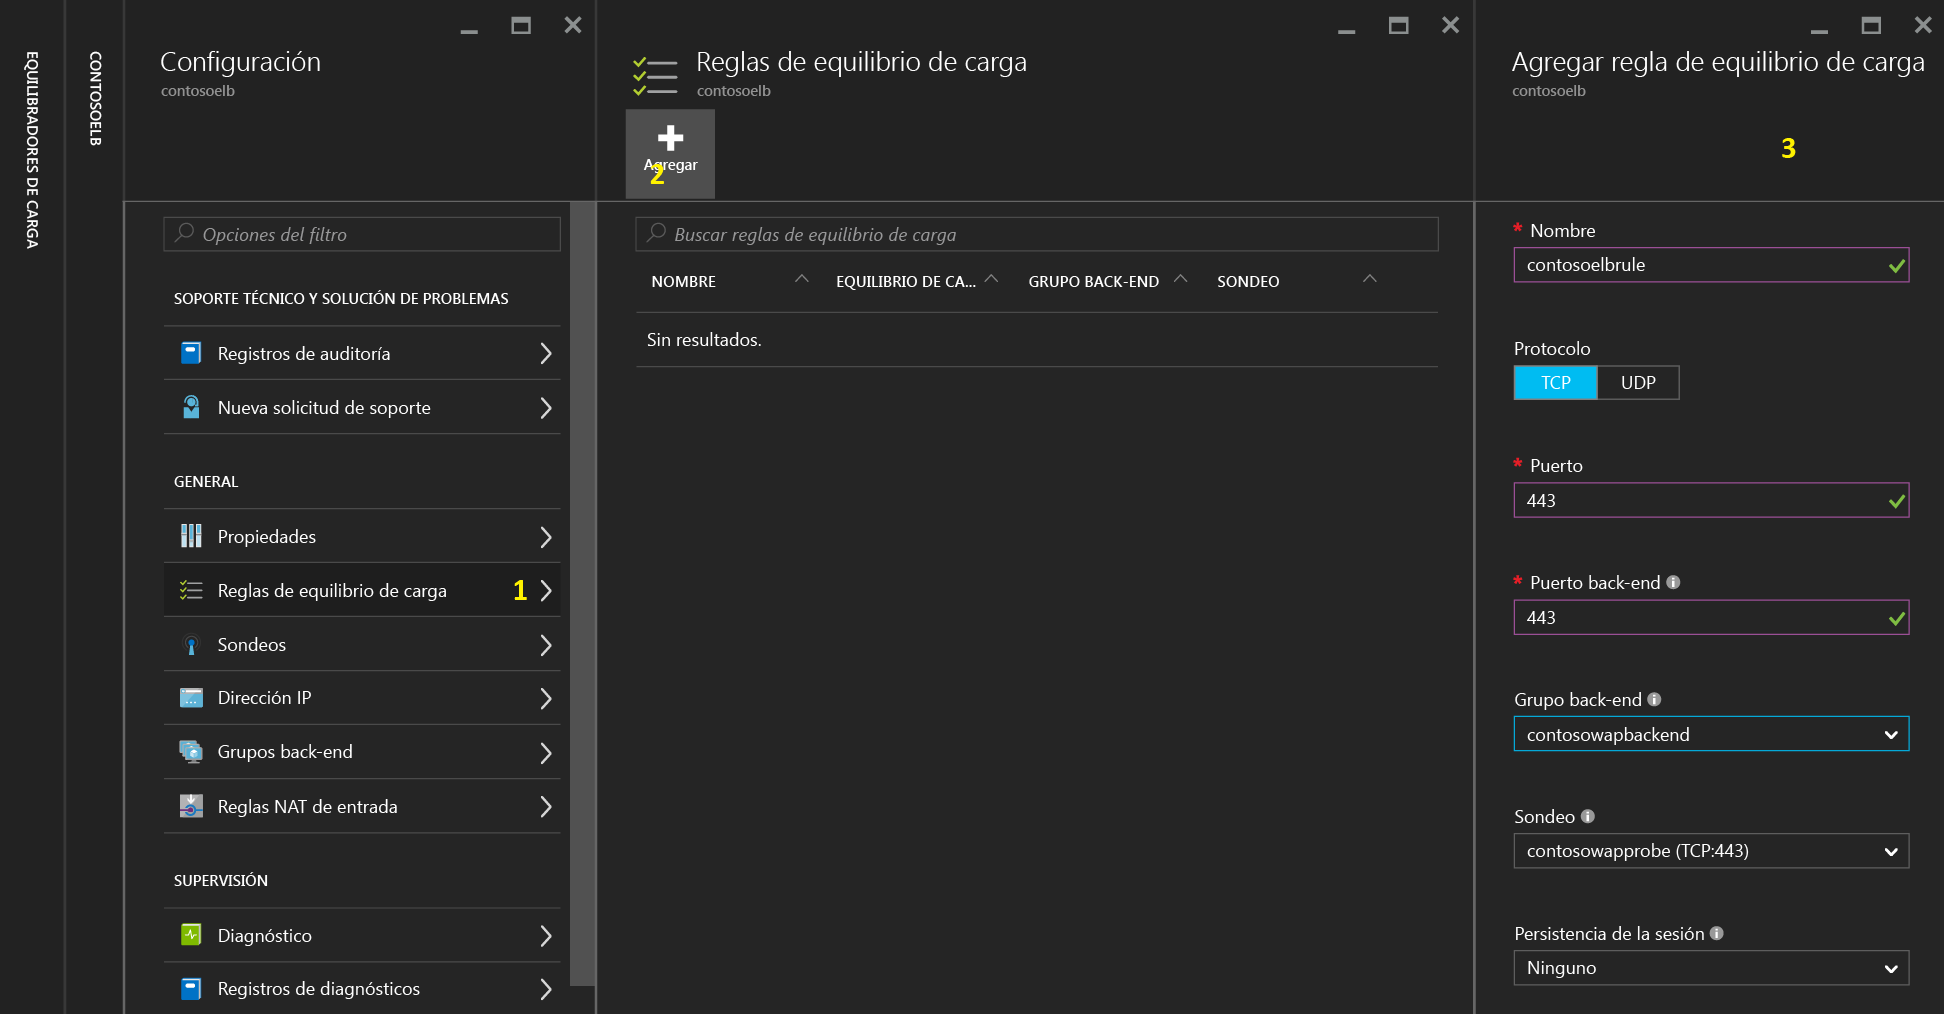 EQUILIBRADORES DE CARGA
CONTOSOELB
Configuración
contosoelb
Opciones del filtro
SOPORTE TÉCNICO Y SOLUCIÓN DE PROBLEMAS
Registros de auditoría
Nueva solicitud de soporte
GENERAL
Propiedades
Reglas de equilibrio de carga 1
Sondeos
Dirección IP
Grupos back-end
Reglas NAT de entrada
SUPERVISIÓN
Diagnóstico
Registros de diagnósticos
Reglas de equilibrio de carga
contosoelb
Agregar
2
Buscar reglas de equilibrio de carga
NOMBRE EQUILIBRIO DE CA... GRUPO BACK-END SONDEO
Sin resultados.
Agregar regla de equilibrio de carga
contosoelb
3
* Nombre
contosoelbrule
Protocolo
TCP UDP
* Puerto
443
* Puerto back-end
443
Grupo back-end
contosowapbackend
Sondeo
contosowapprobe (TCP:443)
Persistencia de la sesión
Ninguno